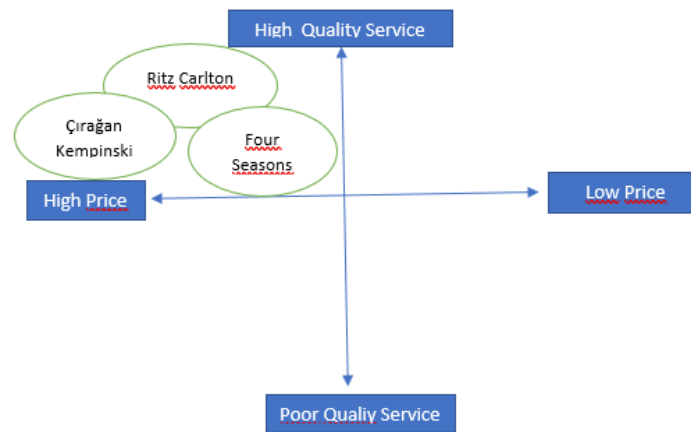 High Quality Service
Ritz Carlton
Çırağan
Kempinski
Four
Seasons
High Price
Low Price
Poor Qualiy Service